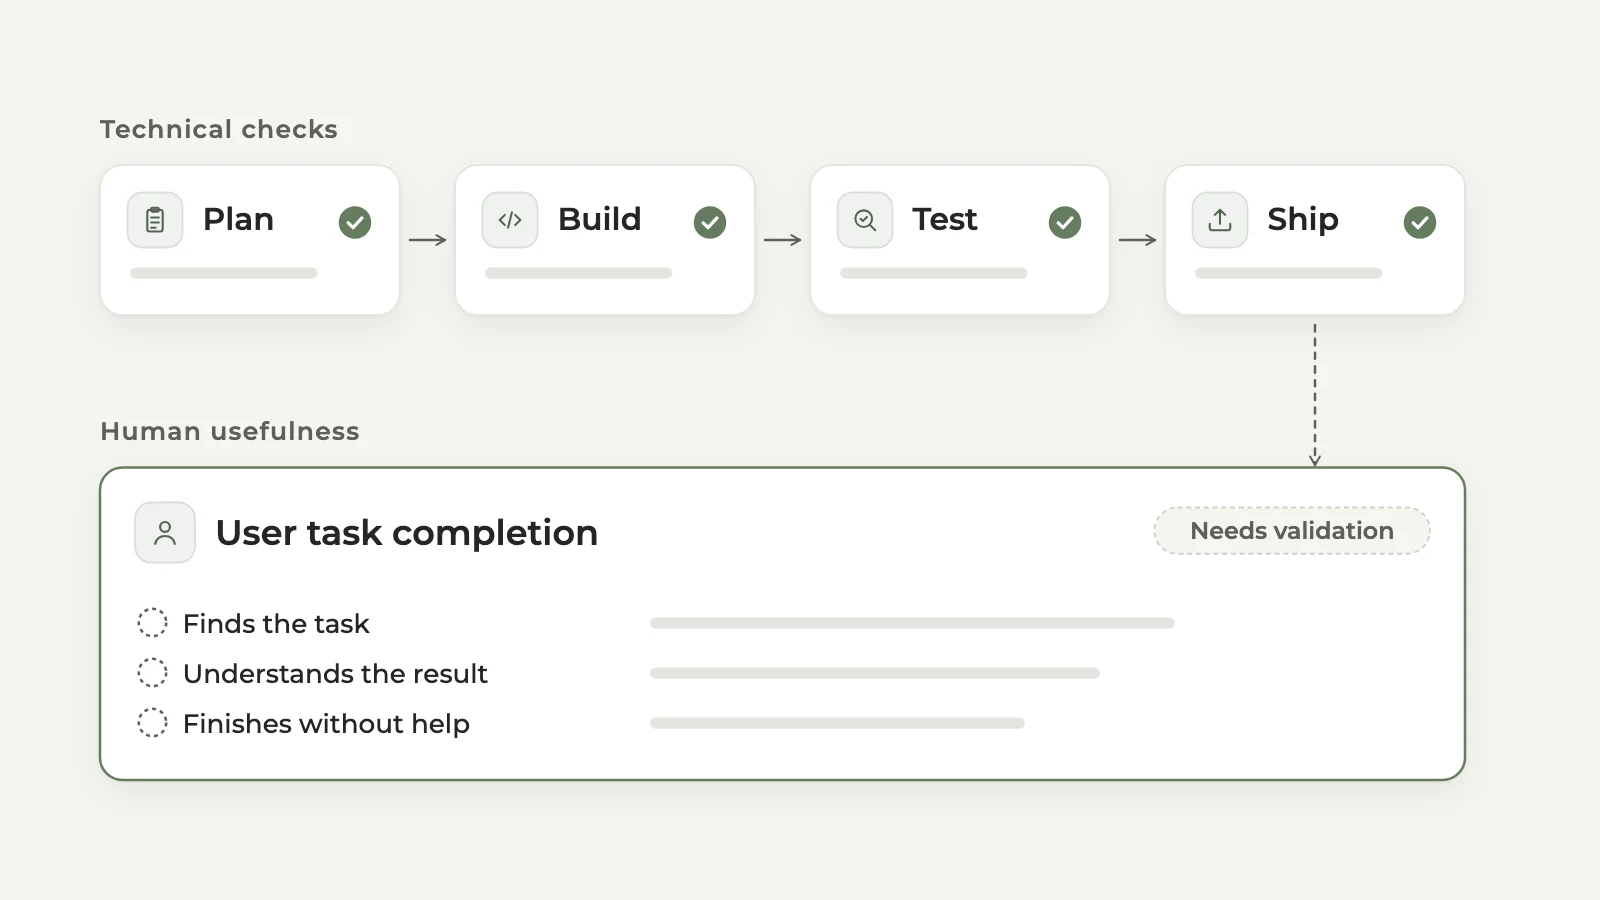 Technical checks
Plan
Build
Test
Ship
Human usefulness
User task completion
Needs validation
Finds the task
Understands the result
Finishes without help